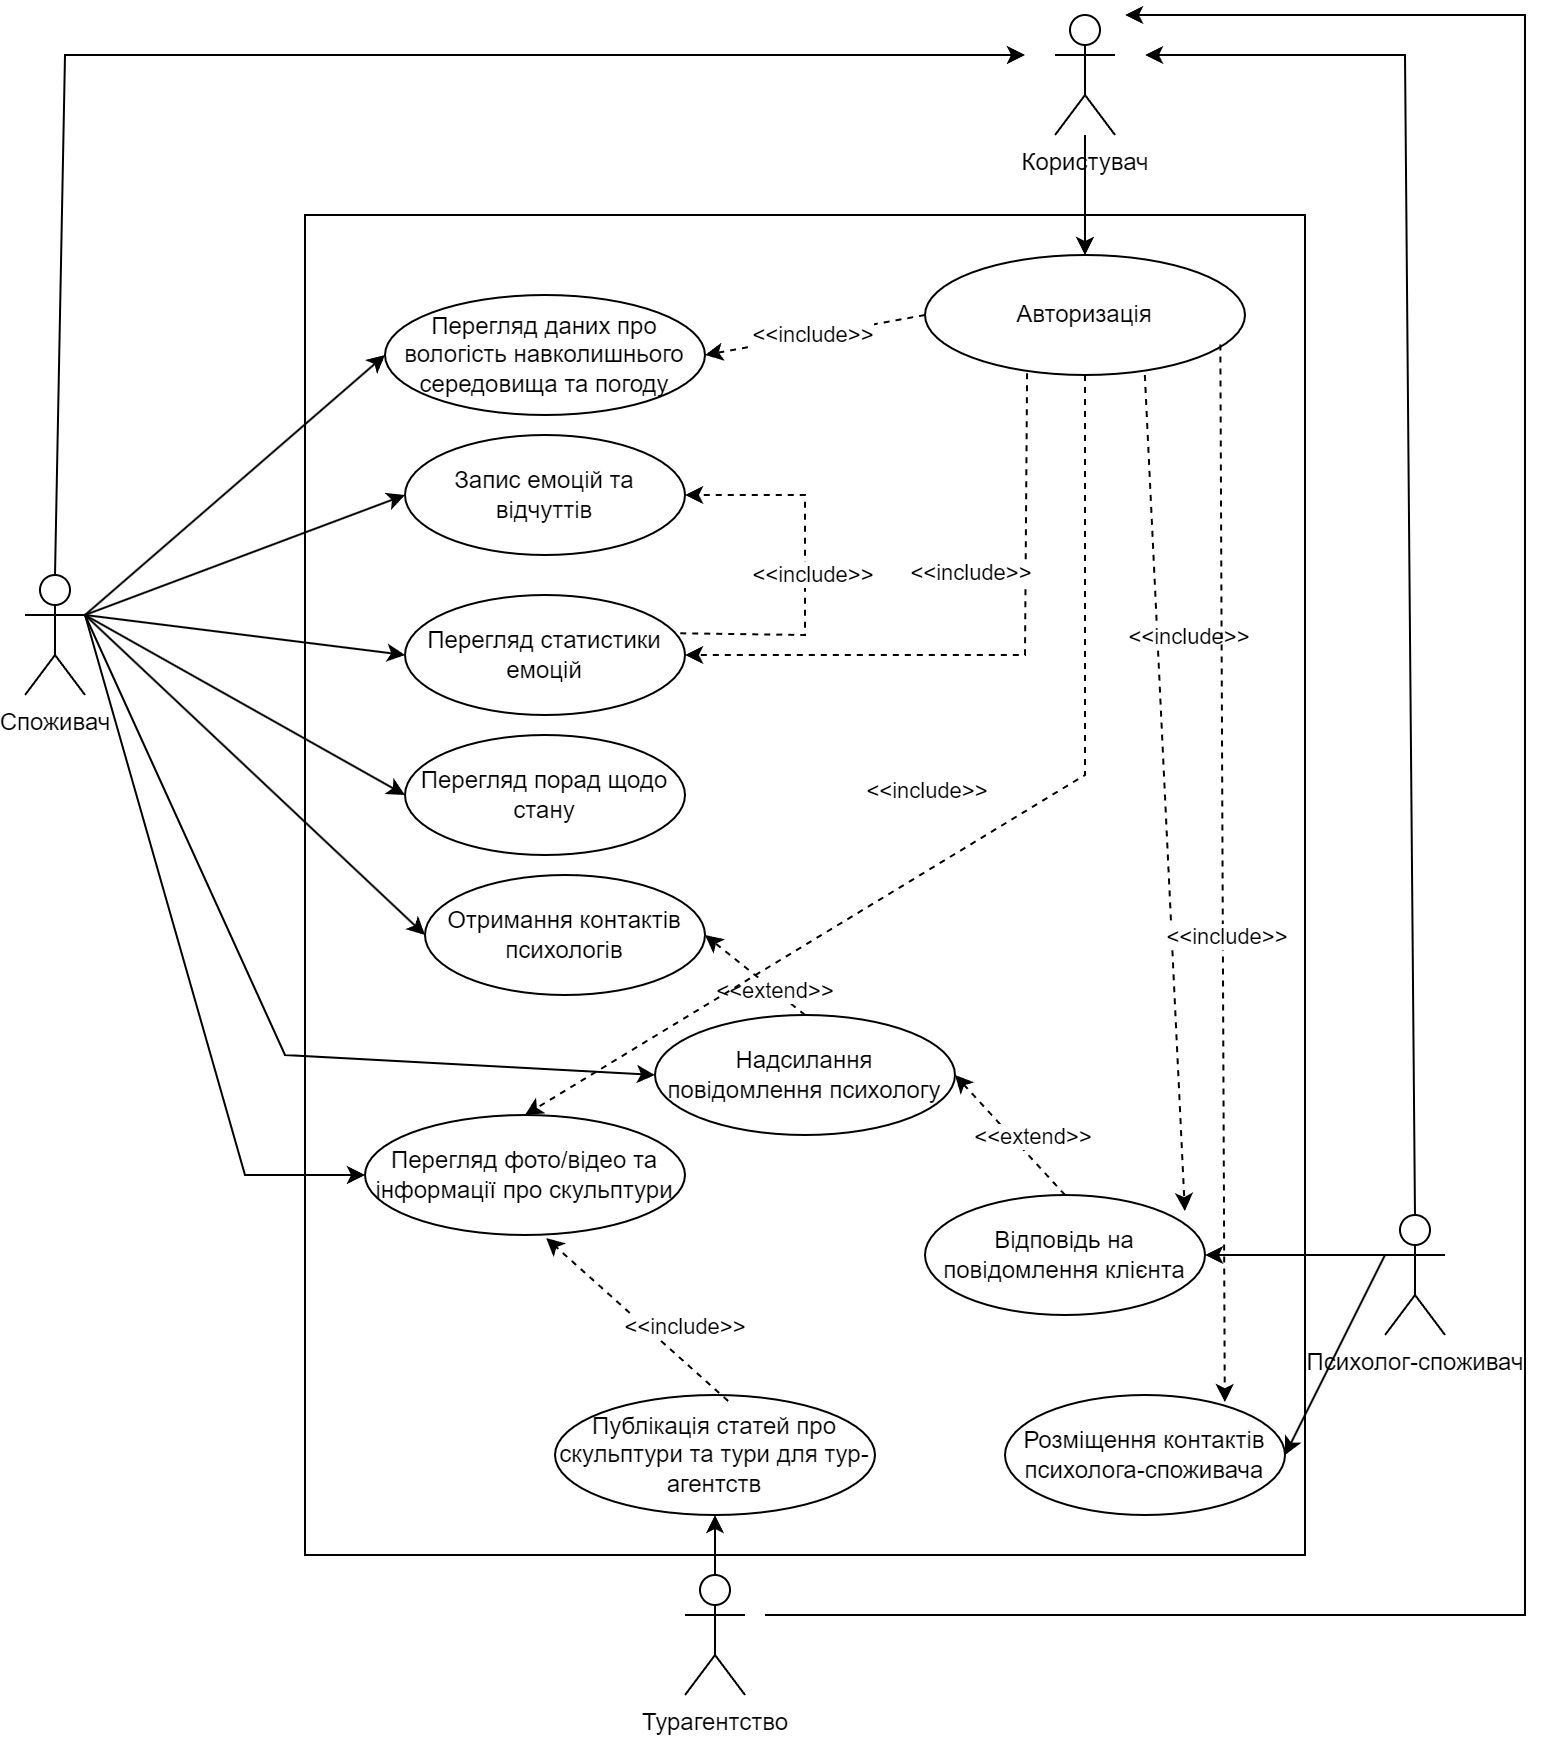 Користувач
Авторизація
<<include>>
Перегляд даних про
вологість навколишнього
середовища та погоду
Запис емоцій та
відчуттів
<<include>>
<<include>>
<<include>>
Перегляд статистики
емоцій
Споживач
Перегляд порад щодо
стану
<<include>>
Отримання контактів
психологів
<<include>>
<<extend>>
Надсилання
повідомлення психологу
<<extend>>
Перегляд фото/відео та
інформації про скульптури
Відповідь на
повідомлення клієнта
<<include>>
Психолог-споживач
Публікація статей про
скульптури та тури для тур-
агентств
Розміщення контактів
психолога-споживача
Турагентство